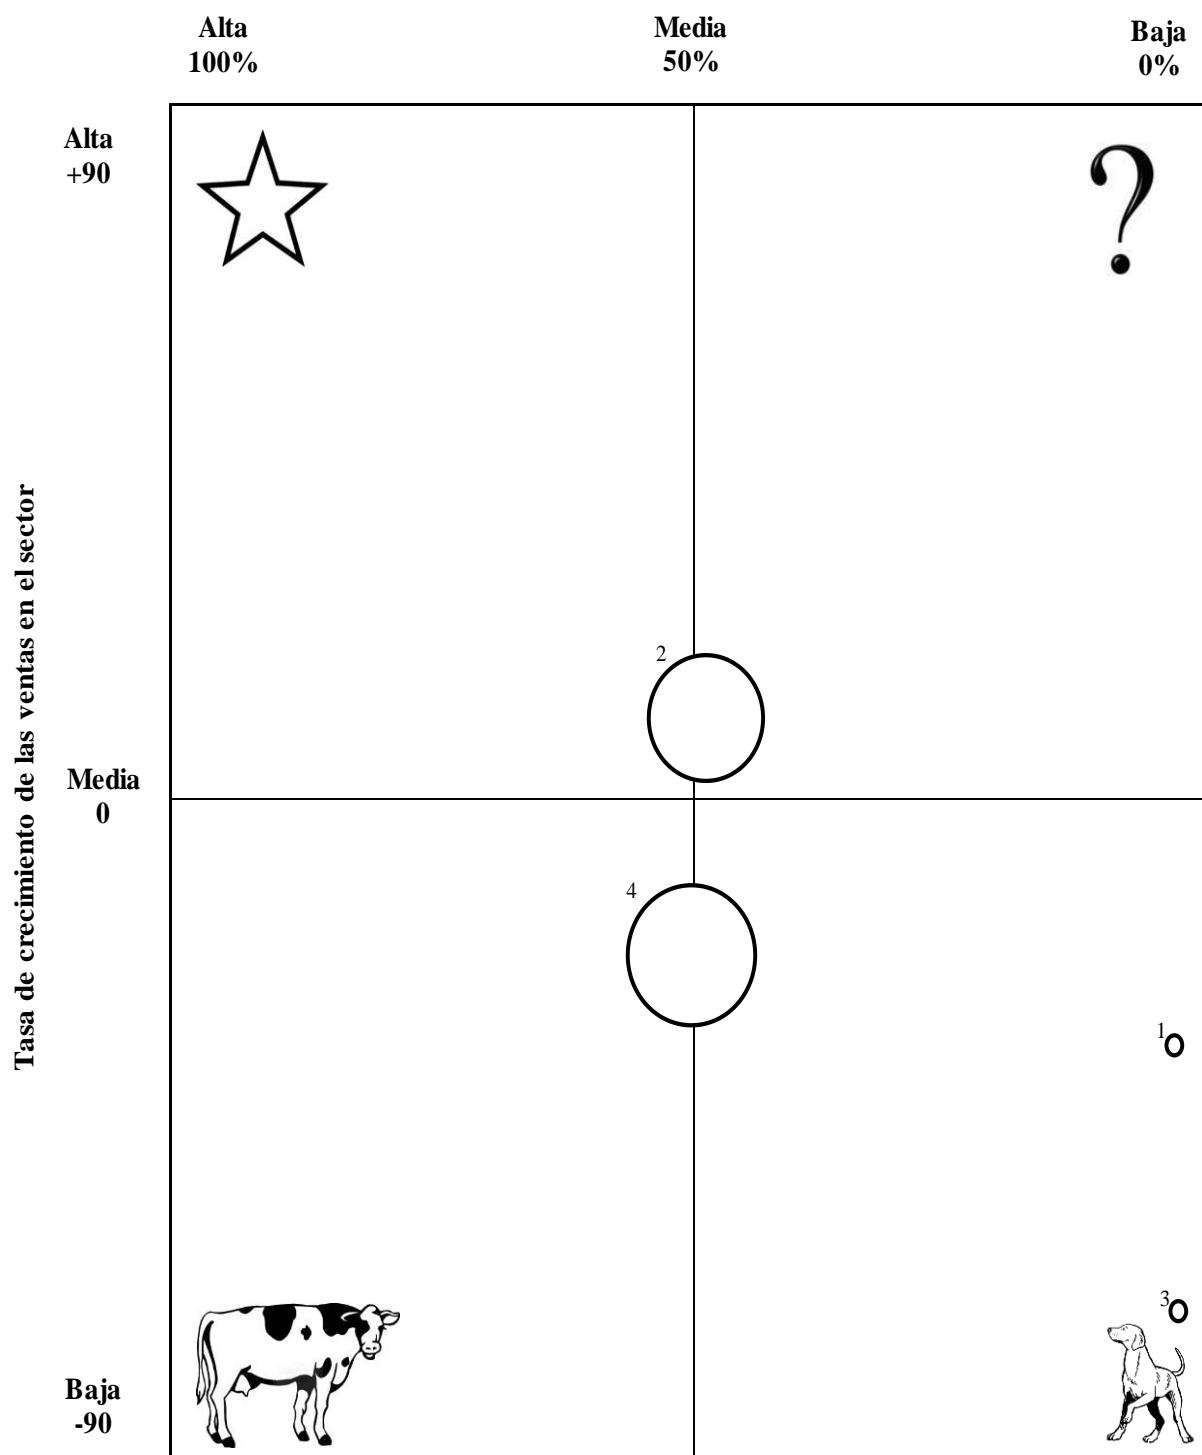 Alta
100%
Media
50%
Baja
0%
Alta
+90
Tasa de crecimiento de las ventas en el sector
2
Media
0
4
1
3
Baja
-90